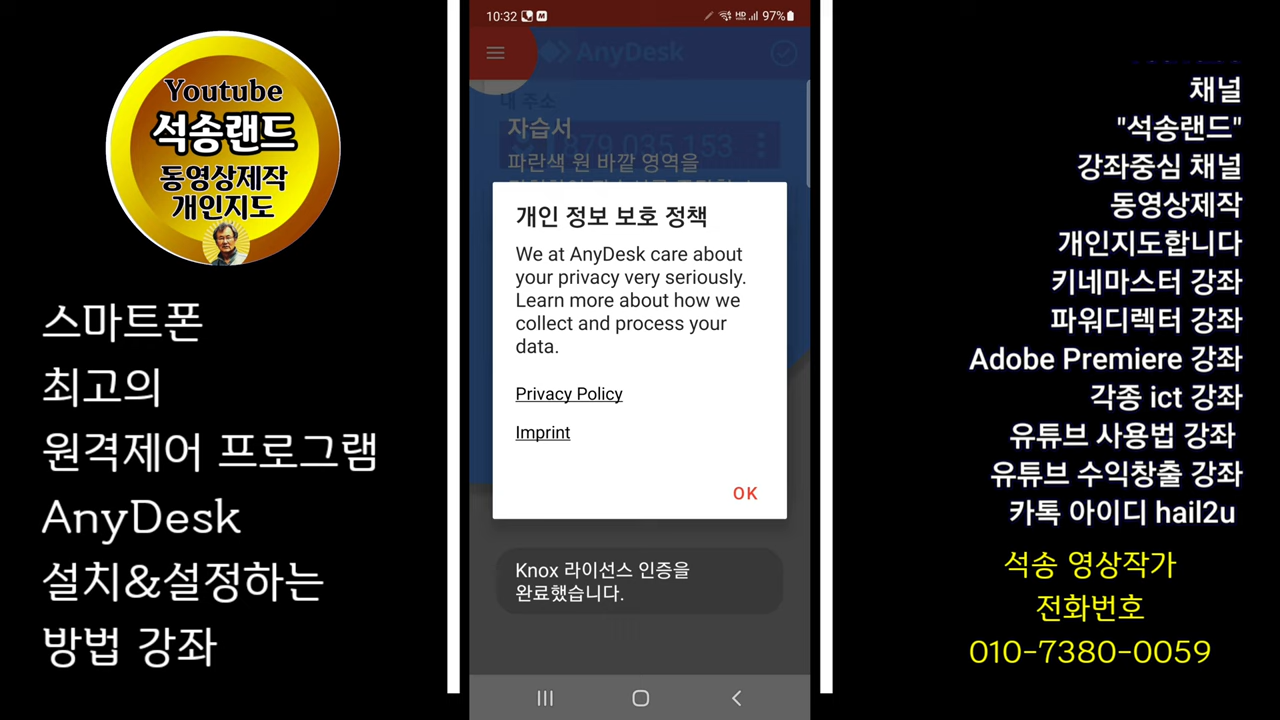 Youtube
석송랜드
동영상제작
개인지도
스마트폰
최고의
원격제어 프로그램
AnyDesk
설치&설정하는
방법 강좌
10:32
97%
AnyDesk
내 주소
자습서
879 035 153
파란색 원 바깥 영역을
개인 정보 보호 정책
We at AnyDesk care about
your privacy very seriously.
Learn more about how we
collect and process your
data.
Privacy Policy
Imprint
OK
Knox 라이선스 인증을
완료했습니다.
채널
"석송랜드"
강좌중심 채널
동영상제작
개인지도합니다
키네마스터 강좌
파워디렉터 강좌
Adobe Premiere 강좌
각종 ict 강좌
유튜브 사용법 강좌
유튜브 수익창출 강좌
카톡 아이디 hail2u
석송 영상작가
전화번호
010-7380-0059